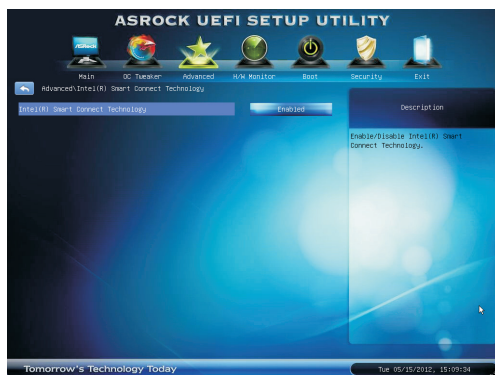 ASROCK UEFI SETUP UTILITY
ASRock
Main OC Tweaker Advanced H/W Monitor Boot Security Exit
Advanced\Intel(R) Smart Connect Technology
Intel(R) Smart Connect Technology Enabled
Description
Enable/Disable Intel(R) Smart
Connect Technology.
Tomorrow's Technology Today
Tue 05/15/2012, 15:09:34